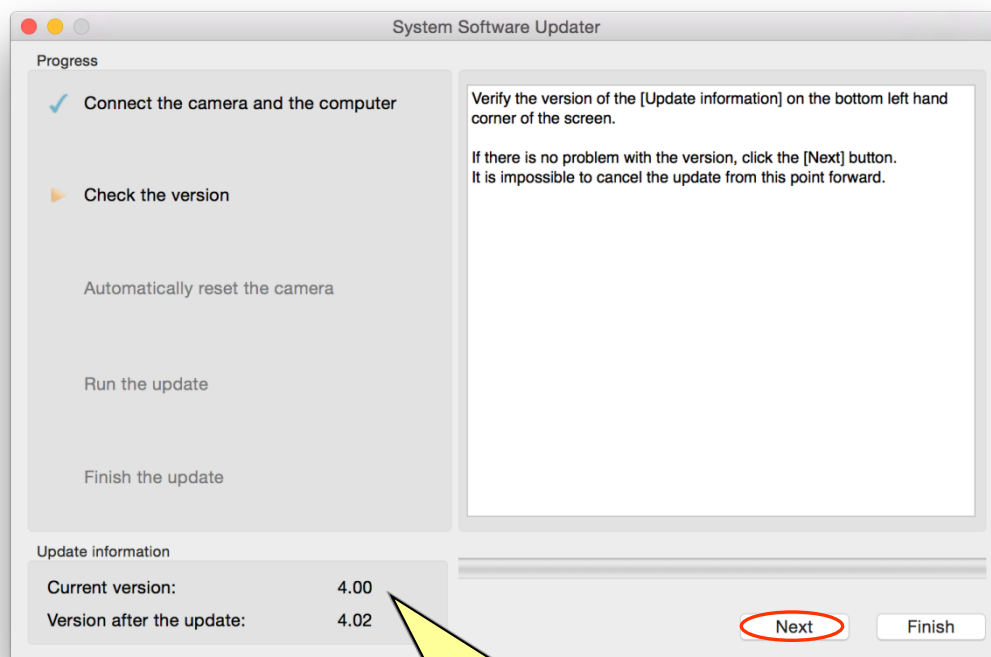 System Software Updater
Progress
Connect the camera and the computer
Check the version
Automatically reset the camera
Run the update
Finish the update
Verify the version of the [Update information] on the bottom left hand
corner of the screen.
If there is no problem with the version, click the [Next] button.
It is impossible to cancel the update from this point forward.
Update information
Current version: 4.00
Version after the update: 4.02
Next
Finish